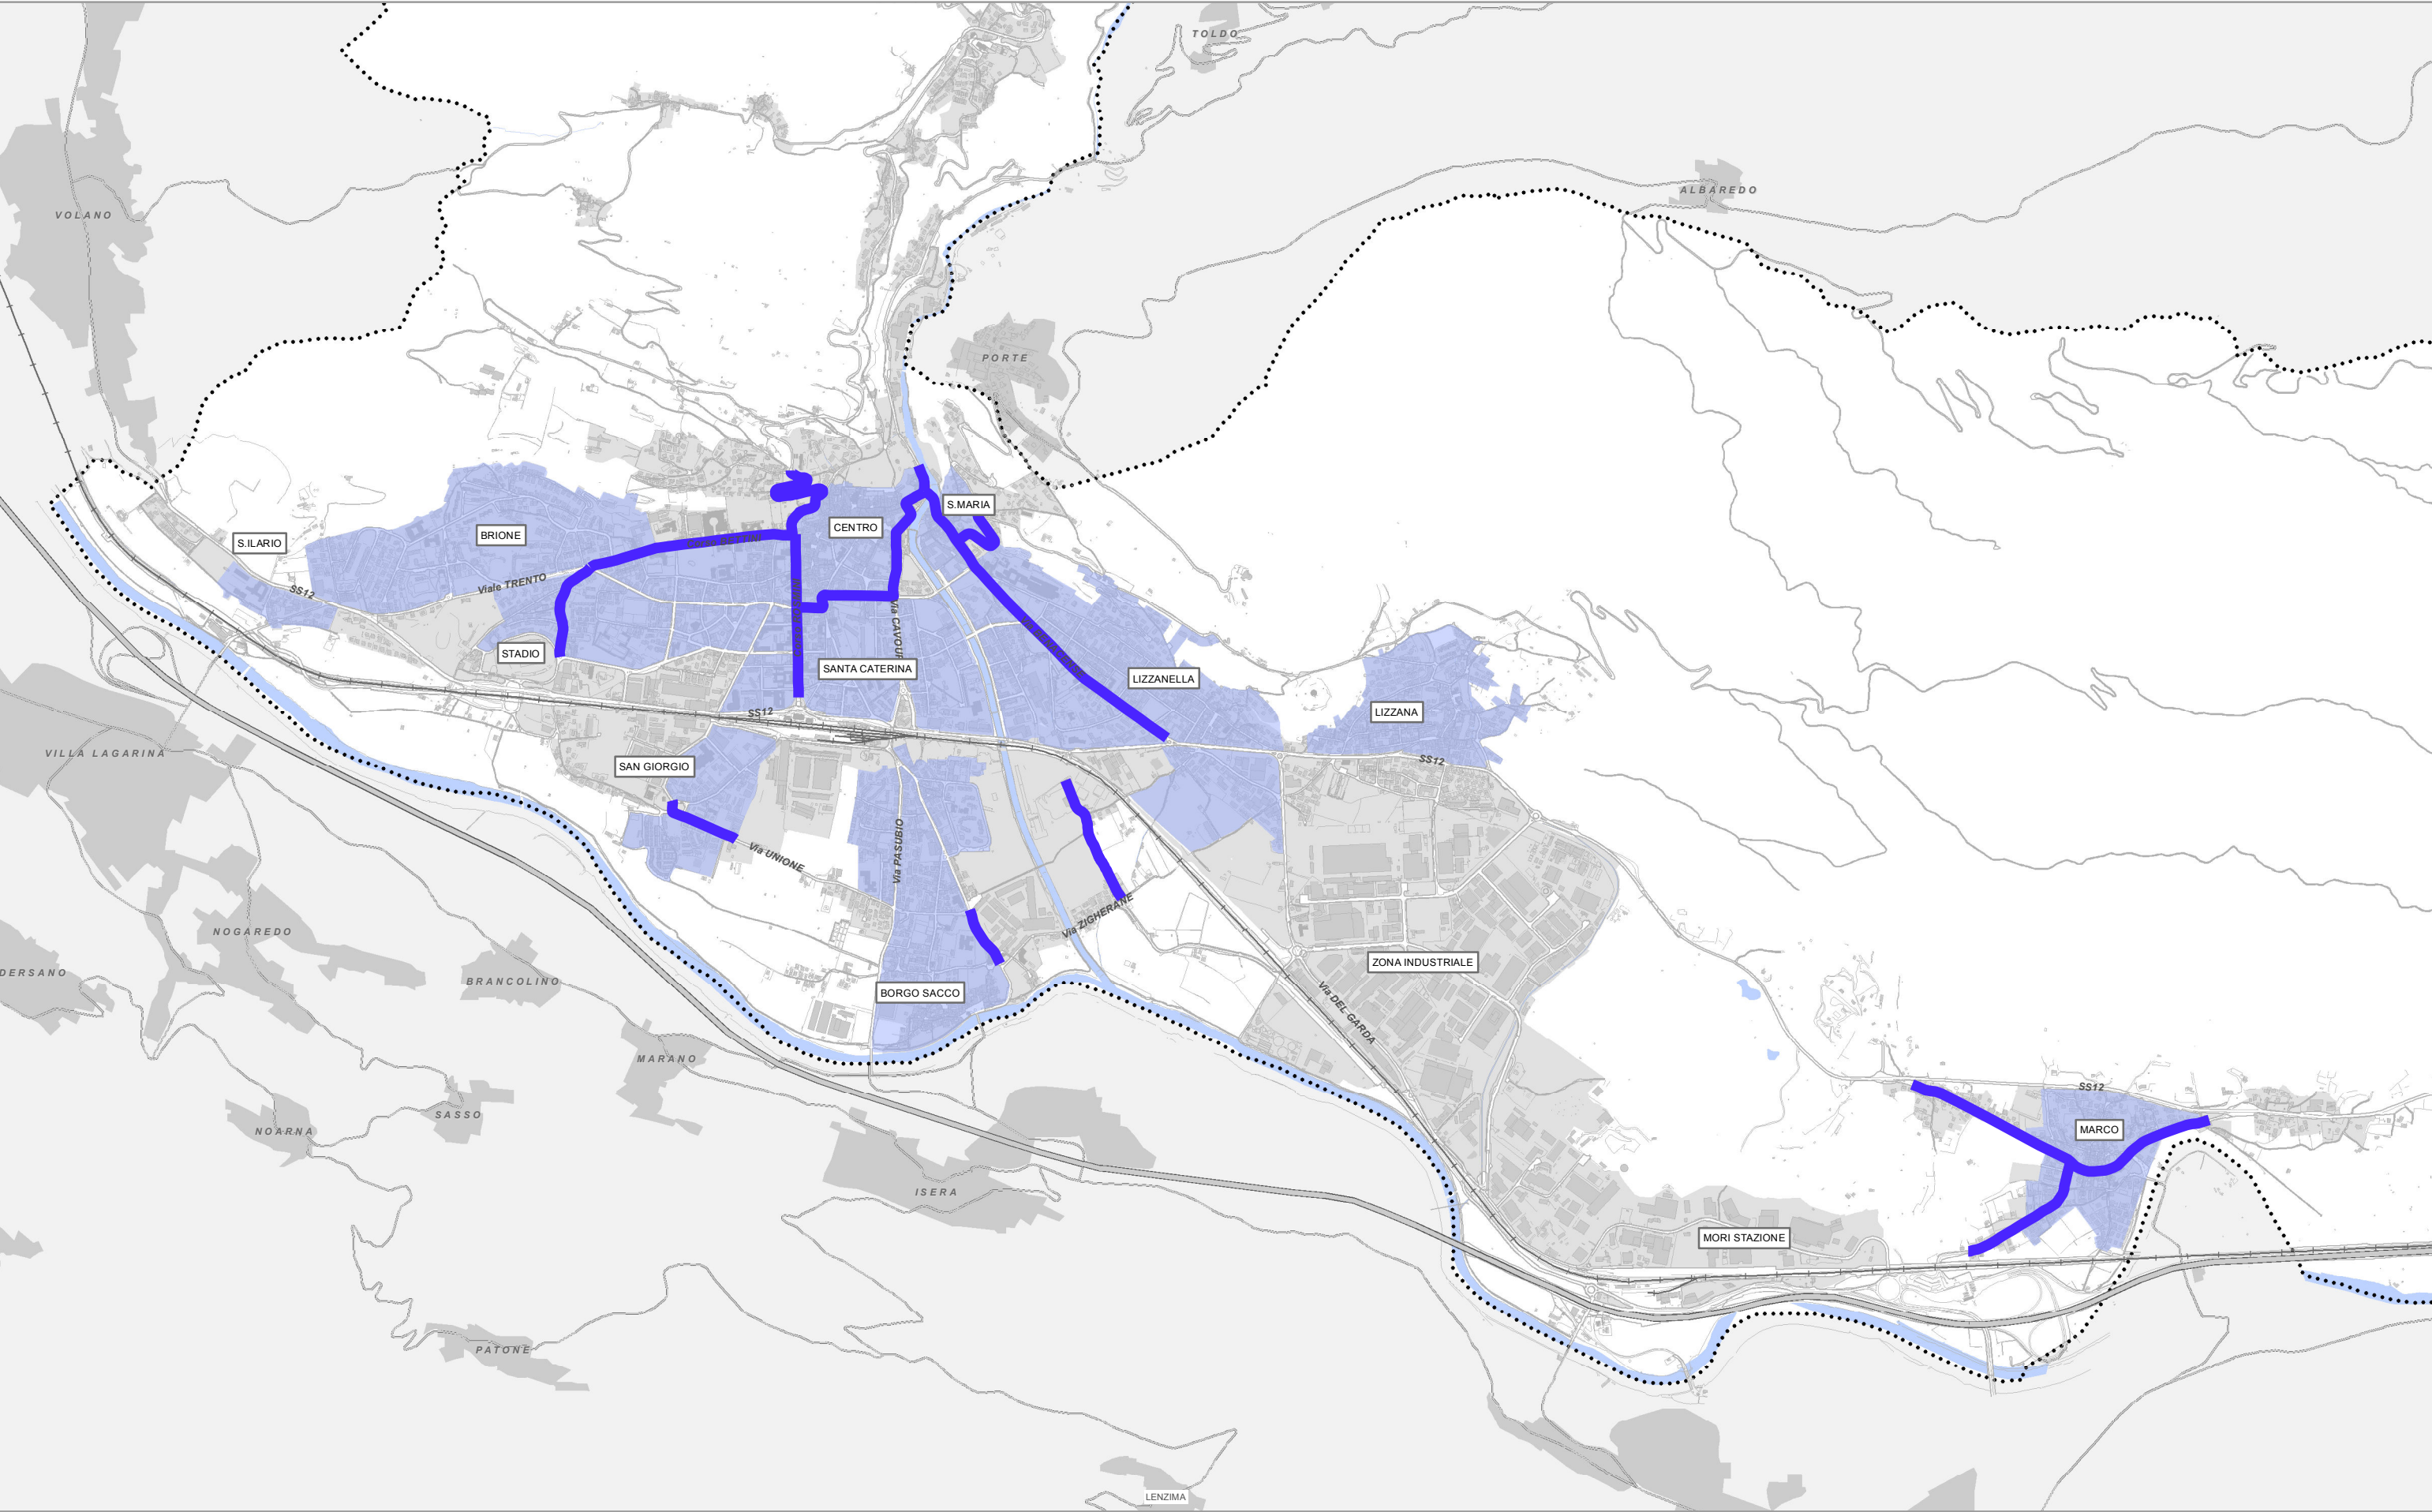 TOLDO
ALBAREDO
VOLANO
PORTE
S.MARIA
CENTRO
BRIONE
S.ILARIO
Viale TRENTO
SS12
STADIO
Via CAVOUR
SANTA CATERINA
LIZZANELLA
LIZZANA
SS12
SS12
VILLA LAGARINA
SAN GIORGIO
Via UNIONE
Via PASUBIO
Via ZIGHERANE
NOGAREDO
DERSANO
BRANCOLINO
BORGO SACCO
ZONA INDUSTRIALE
Via DEL GARDA
MARANO
SASSO
NOARNA
SS12
MARCO
ISERA
MORI STAZIONE
PATONE
LENZIMA